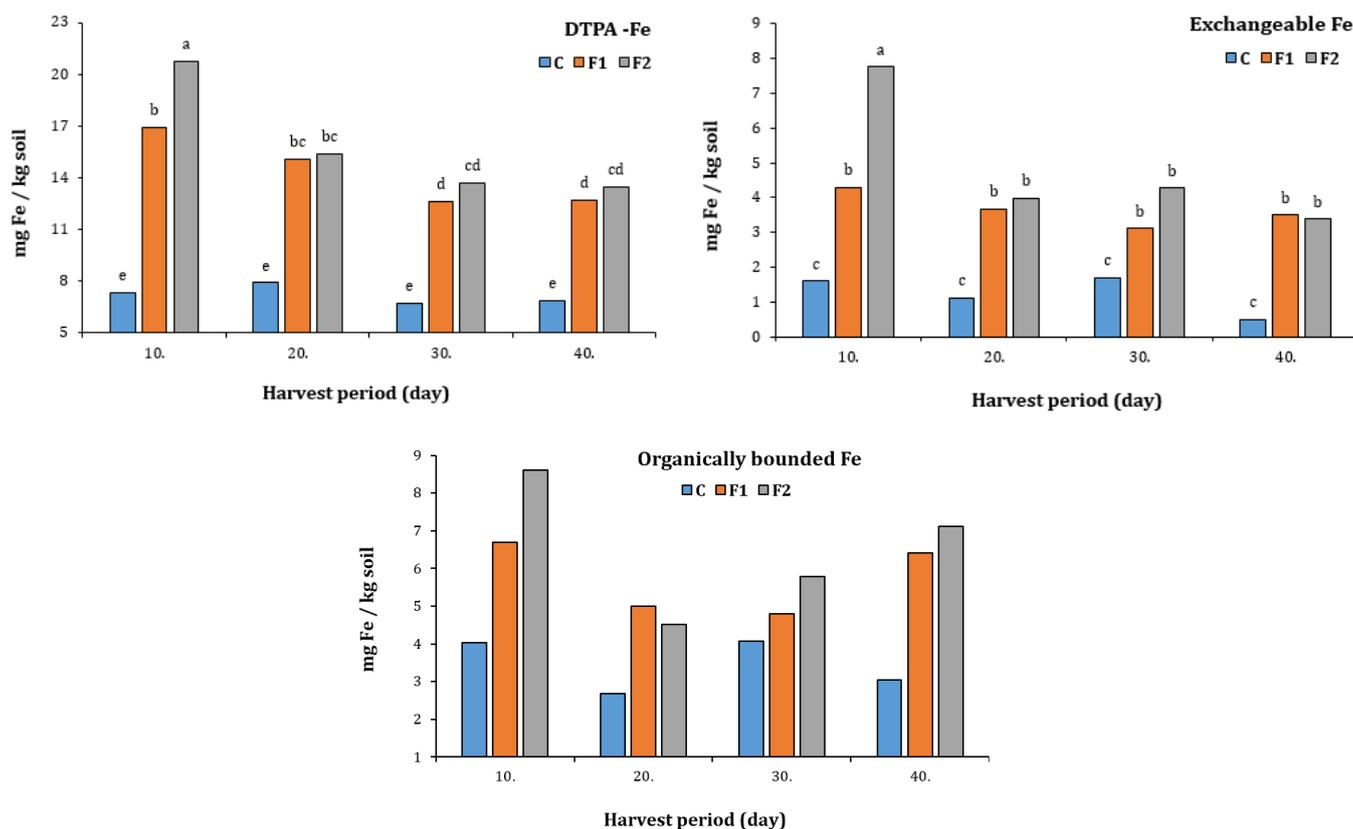 DTPA -Fe
C F1 F2
mg Fe / kg soil
23
20
17
14
11
8
5
e b a
e bc bc
e d cd
e d cd
10. 20. 30. 40.
Harvest period (day)
Exchangeable Fe
C F1 F2
mg Fe / kg soil
9
8
7
6
5
4
3
2
1
0
c b a
c b b
c b b
c b b
10. 20. 30. 40.
Harvest period (day)
Organically bounded Fe
C F1 F2
mg Fe / kg soil
9
8
7
6
5
4
3
2
1
10. 20. 30. 40.
Harvest period (day)